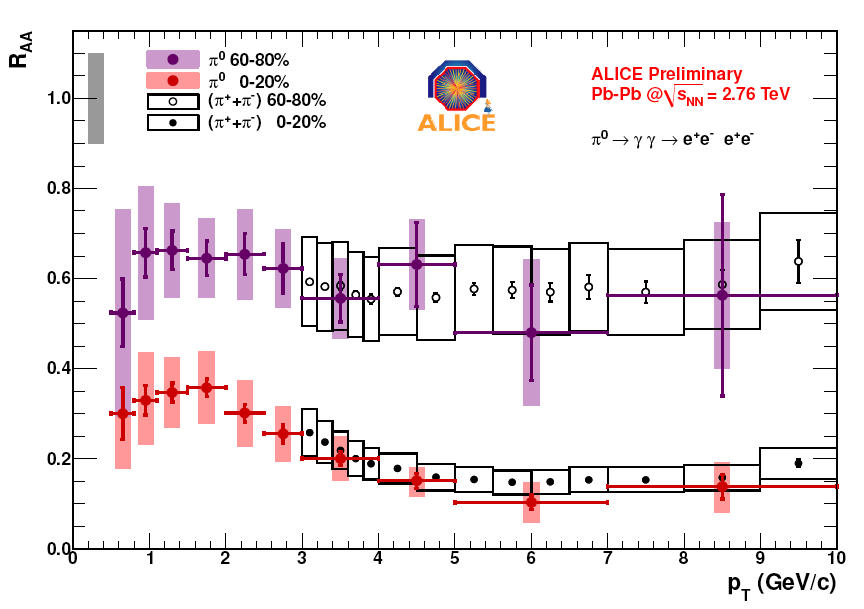 R_AA
π⁰ 60-80%
π⁰ 0-20%
(π⁺+π⁻) 60-80%
(π⁺+π⁻) 0-20%
ALICE
ALICE Preliminary
Pb-Pb @√s_NN = 2.76 TeV
π⁰ → γ γ → e⁺e⁻ e⁺e⁻
1.0
0.8
0.6
0.4
0.2
0.0
0 1 2 3 4 5 6 7 8 9 10
p_T (GeV/c)